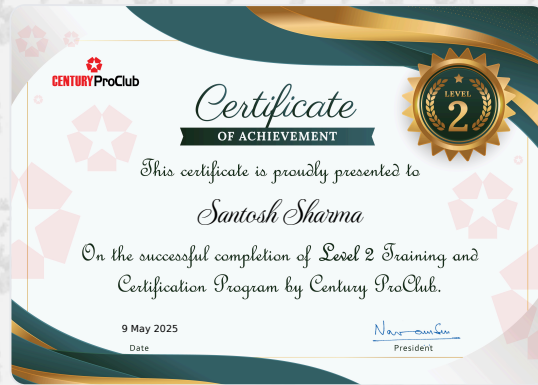 CENTURY ProClub
LEVEL
2
Certificate
OF ACHIEVEMENT
This certificate is proudly presented to
Santosh Sharma
On the successful completion of Level 2 Training and
Certification Program by Century ProClub.
9 May 2025
Date
President